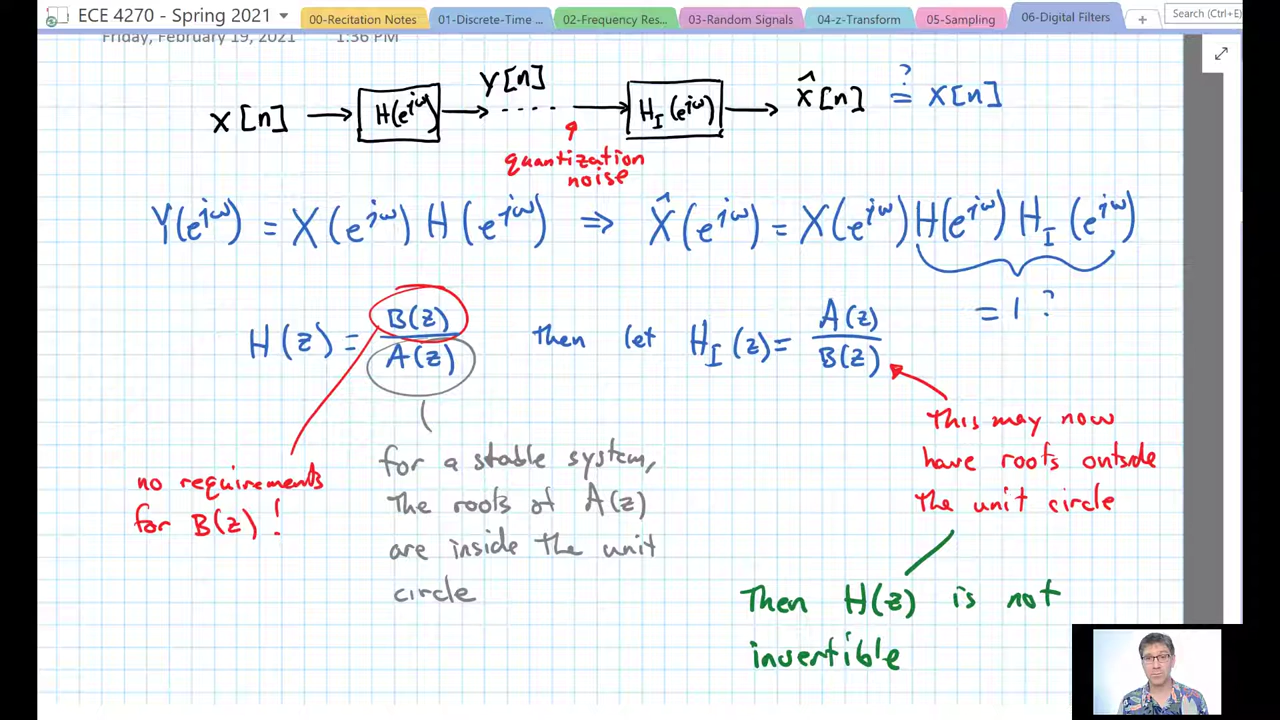 ECE 4270 - Spring 2021
00-Recitation Notes
01-Discrete-Time ...
02-Frequency Res...
03-Random Signals
04-z-Transform
05-Sampling
06-Digital Filters
Search (Ctrl+E)
Friday, February 19, 2021 1:36 PM
x[n] → H(e^{jω}) → y[n] .... → H_I(e^{jω}) → x̂[n] ?= x[n]
quantization
noise
Y(e^{jω}) = X(e^{jω}) H(e^{jω}) ⇒ X̂(e^{jω}) = X(e^{jω}) H(e^{jω}) H_I(e^{jω})
= 1 ?
H(z) = B(z)/A(z) then let H_I(z) = A(z)/B(z)
no requirements
for B(z)!
for a stable system,
the roots of A(z)
are inside the unit
circle
This may now
have roots outside
the unit circle
Then H(z) is not
invertible